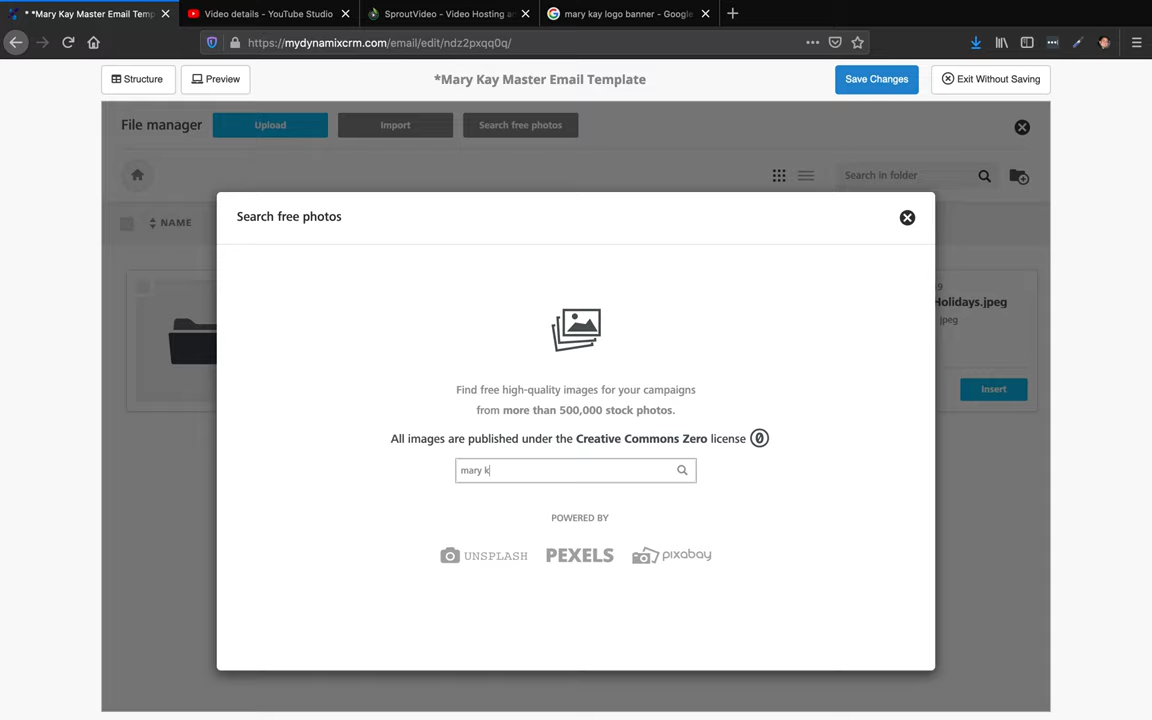 * *Mary Kay Master Email Temp
Video details - YouTube Studio
SproutVideo - Video Hosting a
mary kay logo banner - Google
https://mydynamixcrm.com/email/edit/ndz2pxqq0q/
Structure
Preview
*Mary Kay Master Email Template
Save Changes
Exit Without Saving
File manager
Upload
Import
Search free photos
Search in folder
NAME
Search free photos
9
Holidays.jpeg
jpeg
Insert
Find free high-quality images for your campaigns
from more than 500,000 stock photos.
All images are published under the Creative Commons Zero license
mary k
POWERED BY
UNSPLASH
PEXELS
pixabay